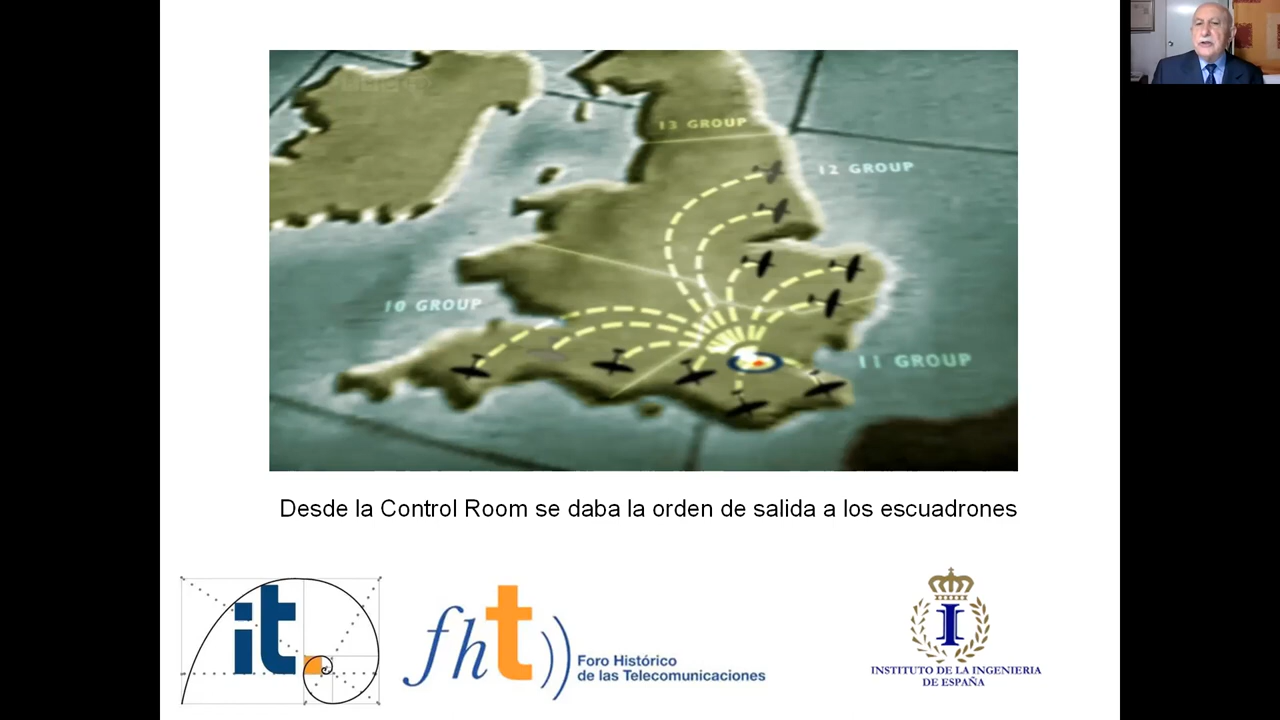 13 GROUP
12 GROUP
10 GROUP
11 GROUP
Desde la Control Room se daba la orden de salida a los escuadrones
it
fht
Foro Histórico
de las Telecomunicaciones
I
INSTITUTO DE LA INGENIERIA
DE ESPAÑA